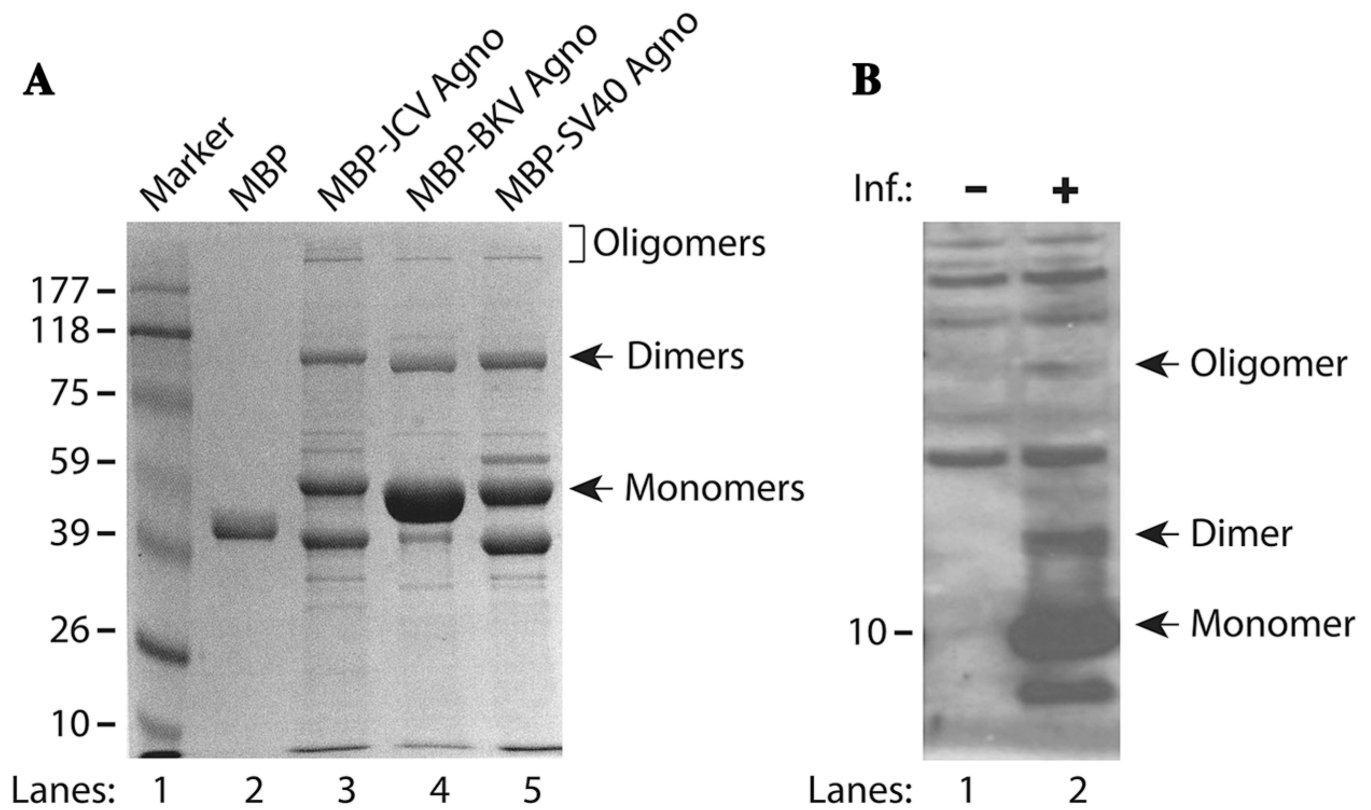 A
Marker
MBP
MBP-JCV Agno
MBP-BKV Agno
MBP-SV40 Agno
Oligomers
177
118
Dimers
75
59
Monomers
39
26
10
Lanes: 1 2 3 4 5
B
Inf.: - +
Oligomer
Dimer
10
Monomer
Lanes: 1 2